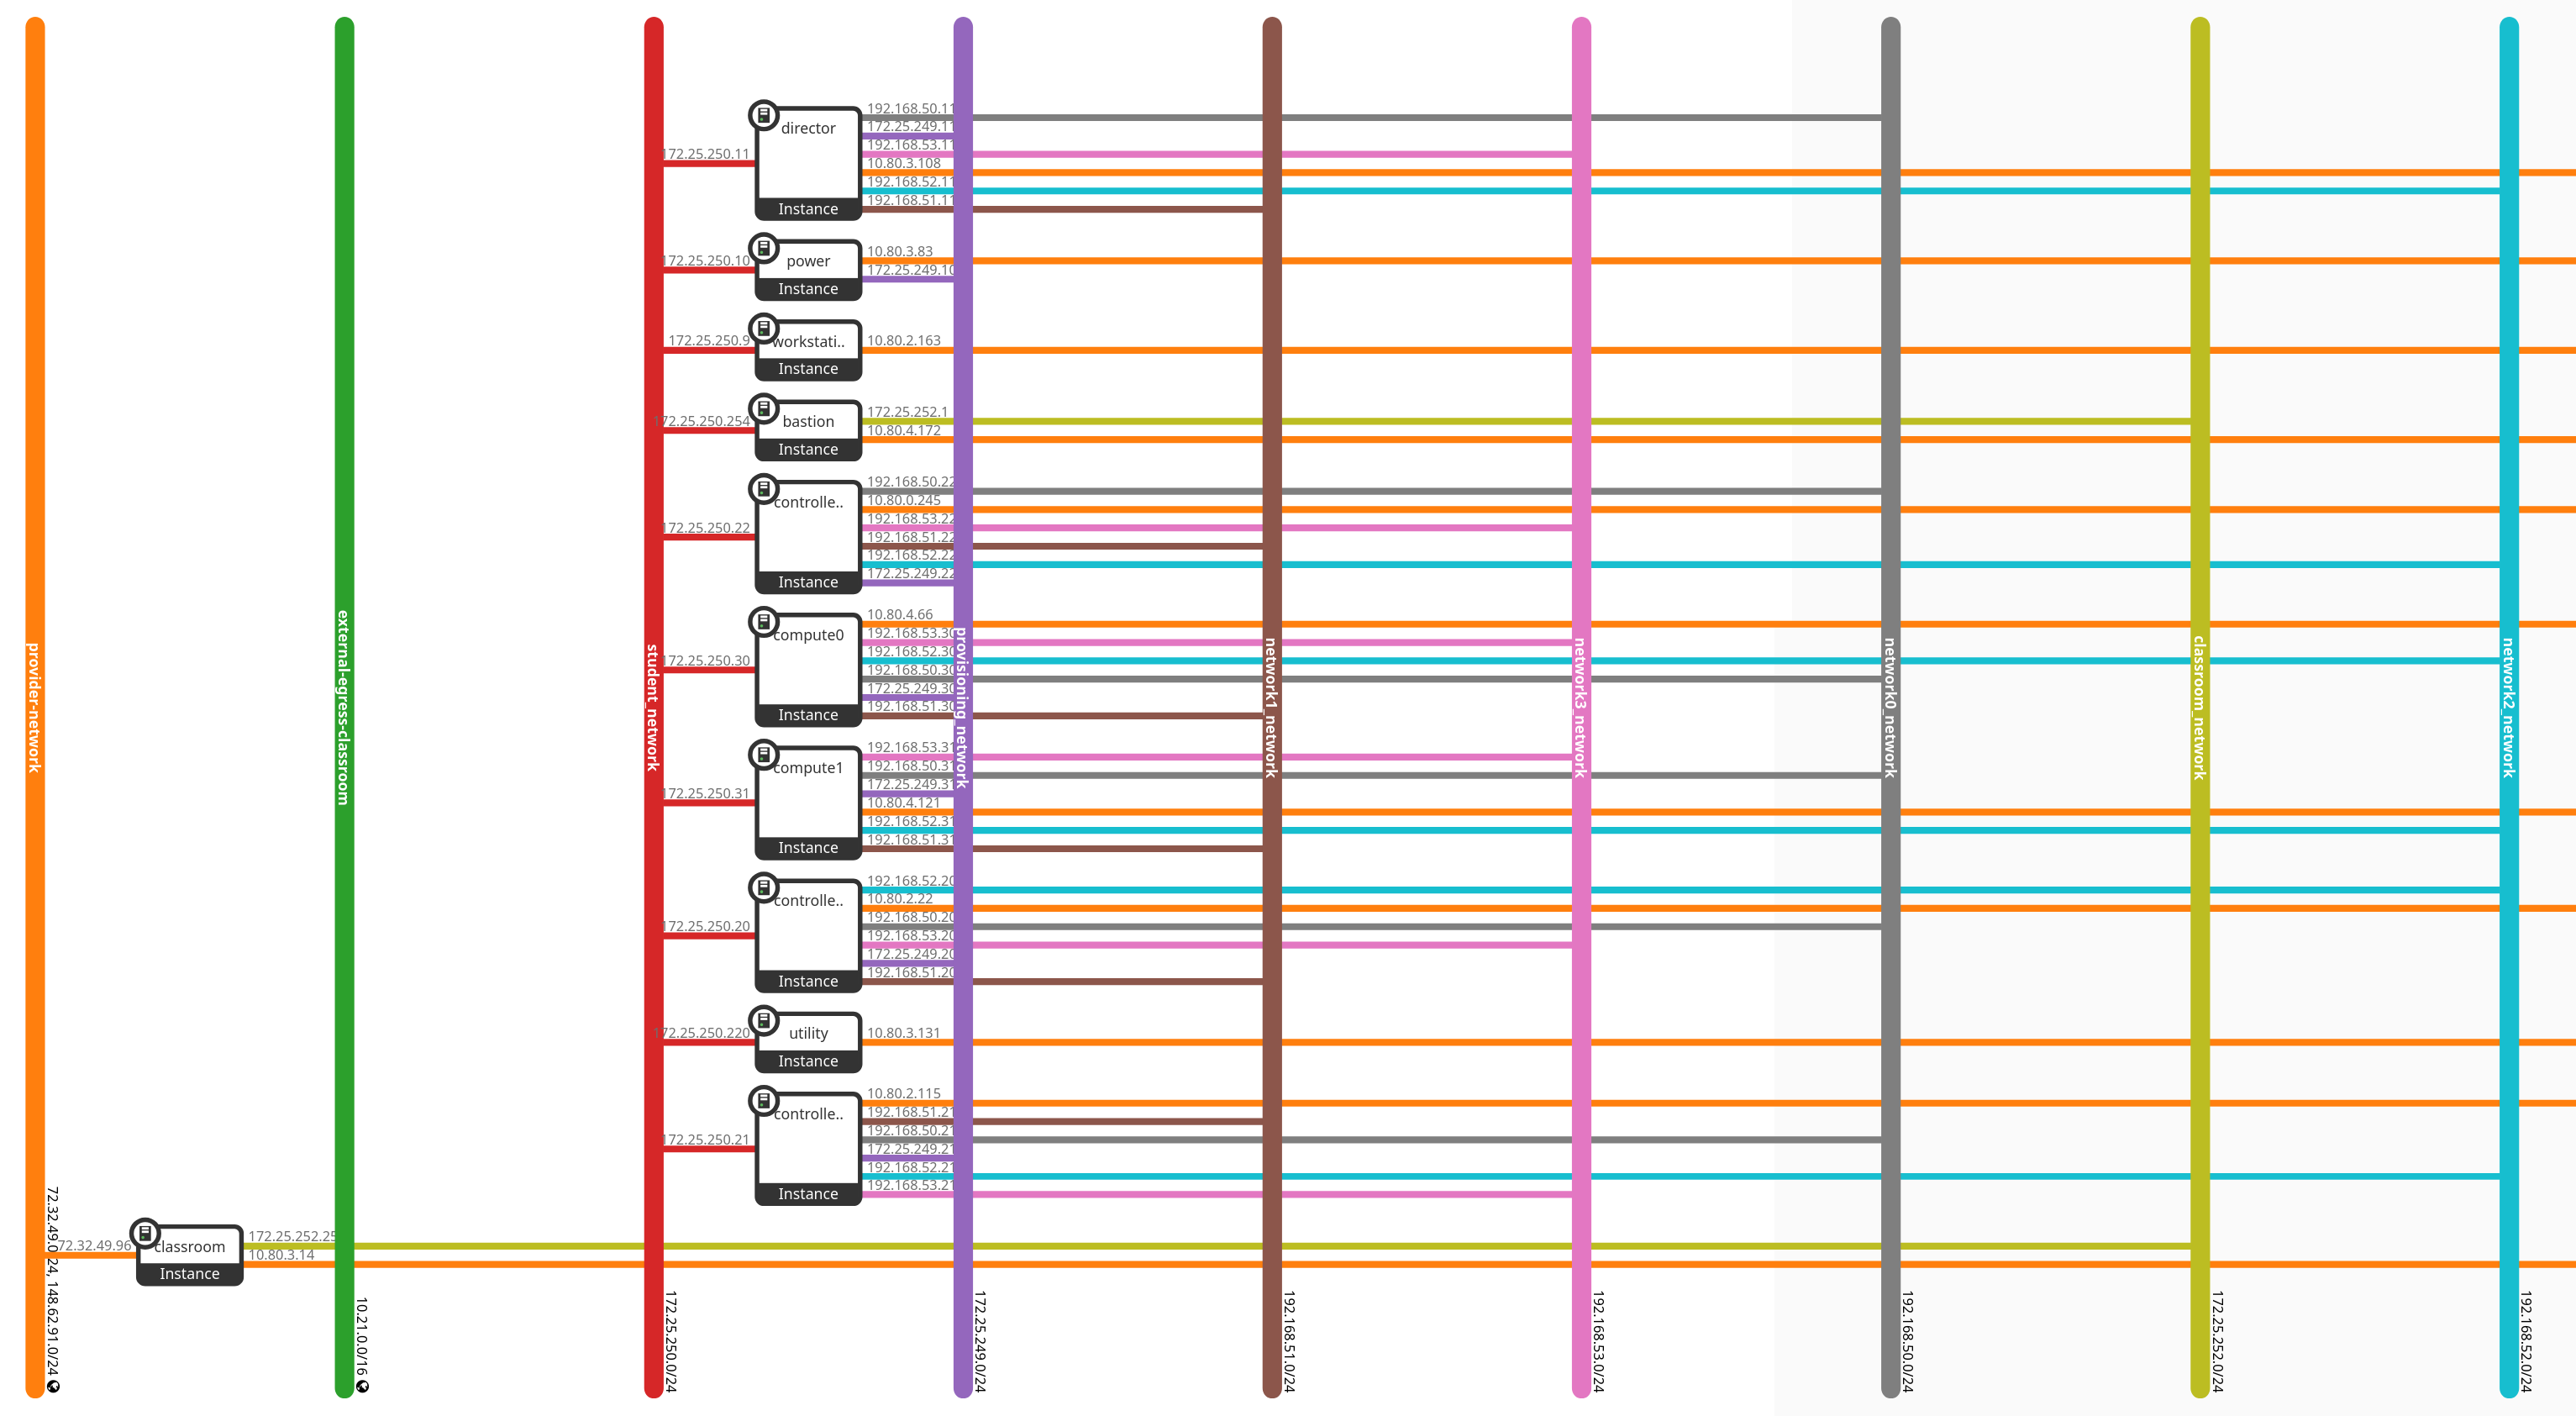 provider-network
72.32.49.0/24, 148.62.91.0/24
external-egress-classroom
10.21.0.0/16
student_network
172.25.250.0/24
provisioning_network
172.25.249.0/24
network1_network
192.168.51.0/24
network3_network
192.168.53.0/24
network0_network
192.168.50.0/24
classroom_network
172.25.252.0/24
network2_network
192.168.52.0/24
172.25.250.11
director
Instance
192.168.50.11
172.25.249.11
192.168.53.11
10.80.3.108
192.168.52.11
192.168.51.11
172.25.250.10
power
Instance
10.80.3.83
172.25.249.10
172.25.250.9
workstati..
Instance
10.80.2.163
172.25.250.254
bastion
Instance
172.25.252.1
10.80.4.172
172.25.250.22
controlle..
Instance
192.168.50.22
10.80.0.245
192.168.53.22
192.168.51.22
192.168.52.22
172.25.249.22
172.25.250.30
compute0
Instance
10.80.4.66
192.168.53.30
192.168.52.30
192.168.50.30
172.25.249.30
192.168.51.30
172.25.250.31
compute1
Instance
192.168.53.31
192.168.50.31
172.25.249.31
10.80.4.121
192.168.52.31
192.168.51.31
172.25.250.20
controlle..
Instance
192.168.52.20
10.80.2.22
192.168.50.20
192.168.53.20
172.25.249.20
192.168.51.20
172.25.250.220
utility
Instance
10.80.3.131
172.25.250.21
controlle..
Instance
10.80.2.115
192.168.51.21
192.168.50.21
172.25.249.21
192.168.52.21
192.168.53.21
72.32.49.96
classroom
Instance
172.25.252.25
10.80.3.14